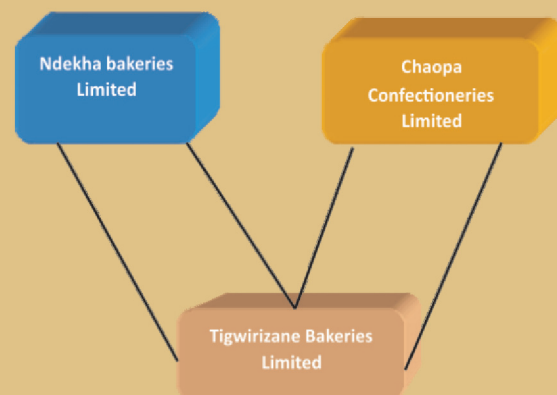 Ndekha bakeries
Limited
Chaopa
Confectioneries
Limited
Tigwirizane Bakeries
Limited